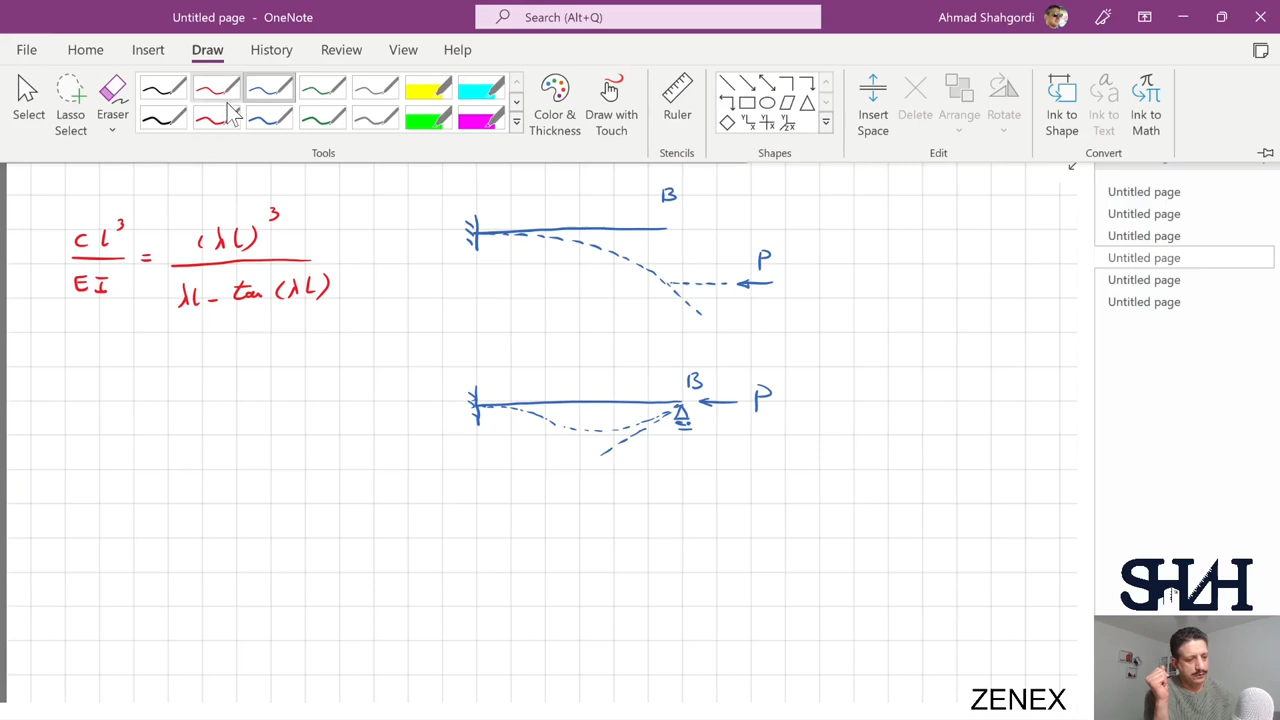 Untitled page - OneNote
Search (Alt+Q)
Ahmad Shahgordi
File Home Insert Draw History Review View Help
Select Lasso Select Eraser Color & Thickness Draw with Touch Ruler Insert Space Delete Arrange Rotate Ink to Shape Ink to Text Ink to Math
Tools Stencils Shapes Edit Convert
Untitled page
Untitled page
Untitled page
Untitled page
Untitled page
Untitled page
B
C l³ / EI = (λL)³ / λL - tan (λL)
P
B
P
SHZH
ZENEX